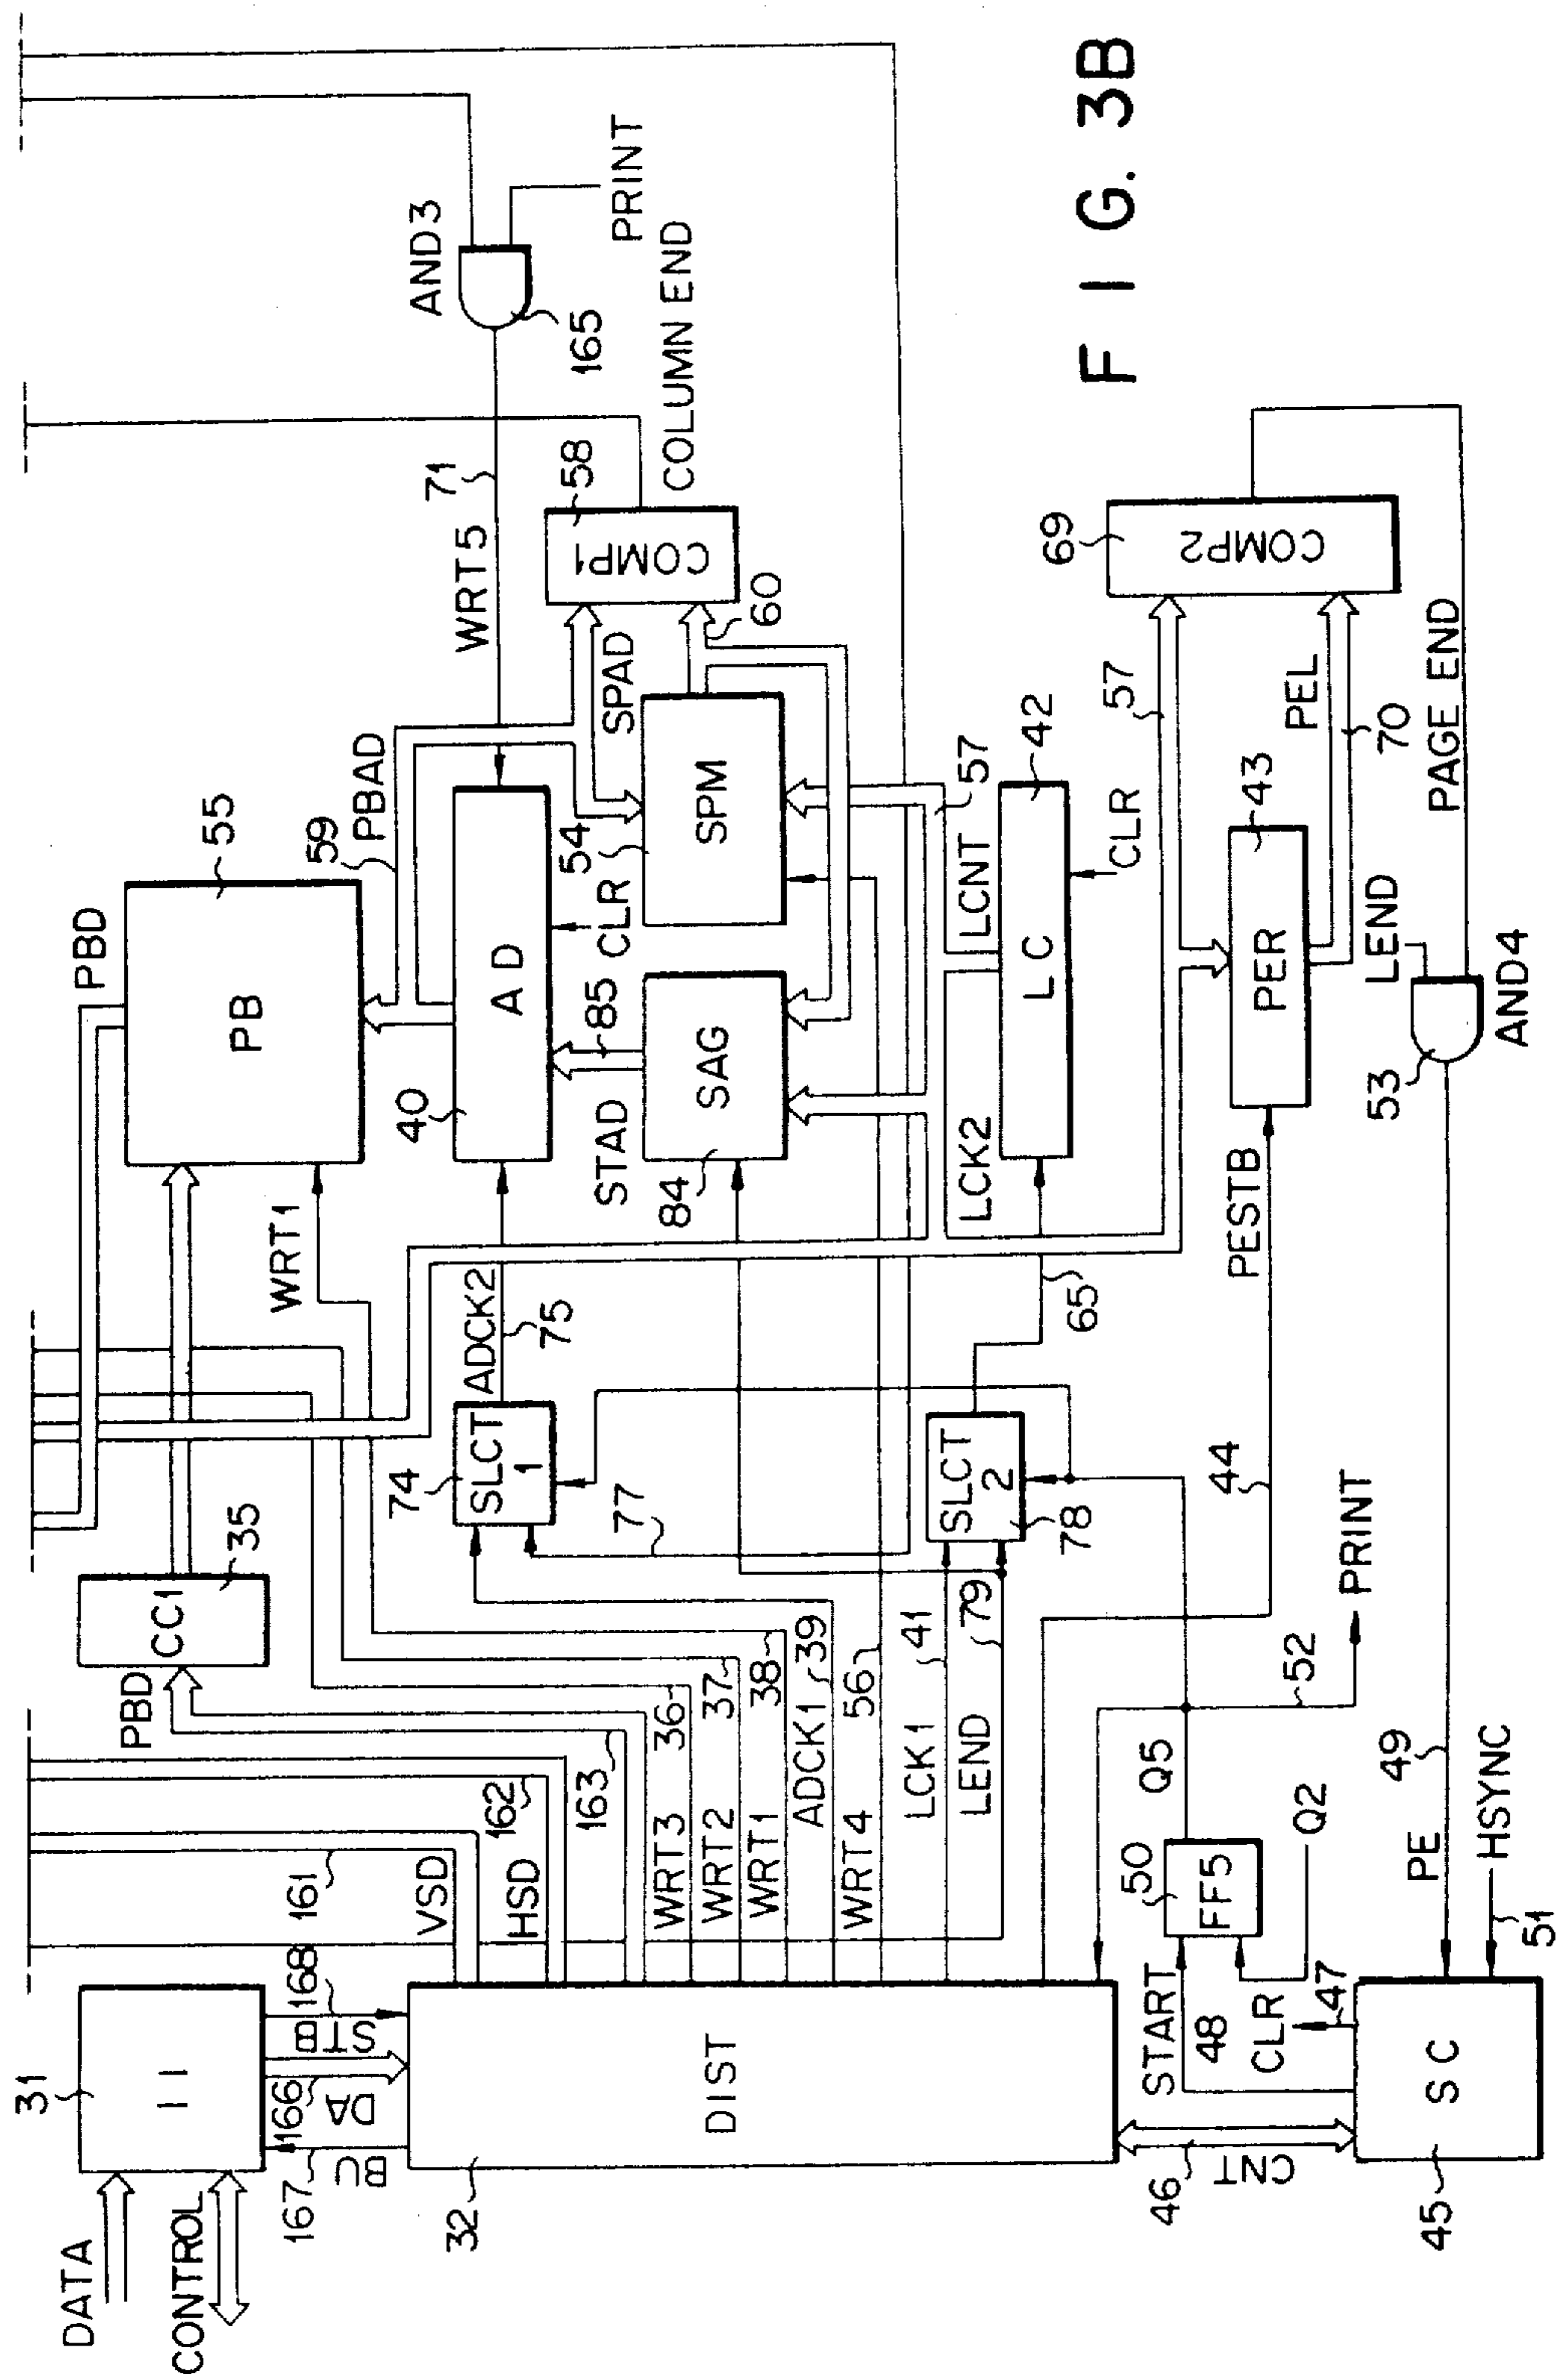 DATA
CONTROL
31
II
167
BU
166
DA
168
STB
32
DIST
161
VSD
162
HSD
163
PBD
CC1
35
WRT3
36
WRT2
37
WRT1
38
ADCK1
39
WRT4
56
LCK1
41
LEND
79
CNT
46
45
SC
START
48
CLR
47
50
FF5
Q5
Q2
PE
49
HSYNC
51
52
PRINT
44
PESTB
74
SLCT
1
ADCK2
75
77
SLCT
2
78
65
LCK2
WRT1
PBD
PB
55
59
PBAD
40
AD
CLR
STAD
85
84
SAG
54
SPM
SPAD
60
COMP1
58
COLUMN END
WRT5
71
AND3
165
PRINT
LCNT
57
LC
42
CLR
57
PER
43
PEL
70
69
COMP2
PAGE END
LEND
53
AND4
FIG. 3B